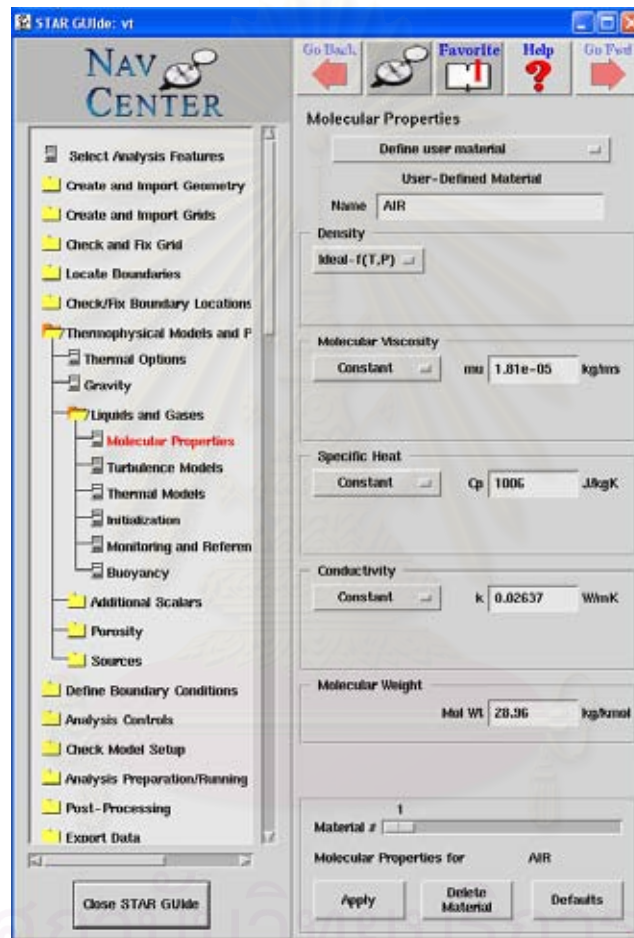 STAR GUIde: vt
NAV
CENTER
Select Analysis Features
Create and Import Geometry
Create and Import Grids
Check and Fix Grid
Locate Boundaries
Check/Fix Boundary Locations
Thermophysical Models and P
Thermal Options
Gravity
Liquids and Gases
Molecular Properties
Turbulence Models
Thermal Models
Initialization
Monitoring and Referen
Buoyancy
Additional Scalars
Porosity
Sources
Define Boundary Conditions
Analysis Controls
Check Model Setup
Analysis Preparation/Running
Post-Processing
Export Data
Close STAR GUIde
Go Back
Favorite
Help
Go Fwd
Molecular Properties
Define user material
User-Defined Material
Name AIR
Density
Ideal-f(T,P)
Molecular Viscosity
Constant mu 1.81e-05 kg/ms
Specific Heat
Constant Cp 1006 J/kgK
Conductivity
Constant k 0.02637 W/mK
Molecular Weight
Mol Wt 28.96 kg/kmol
1
Material #
Molecular Properties for AIR
Apply
Delete
Material
Defaults